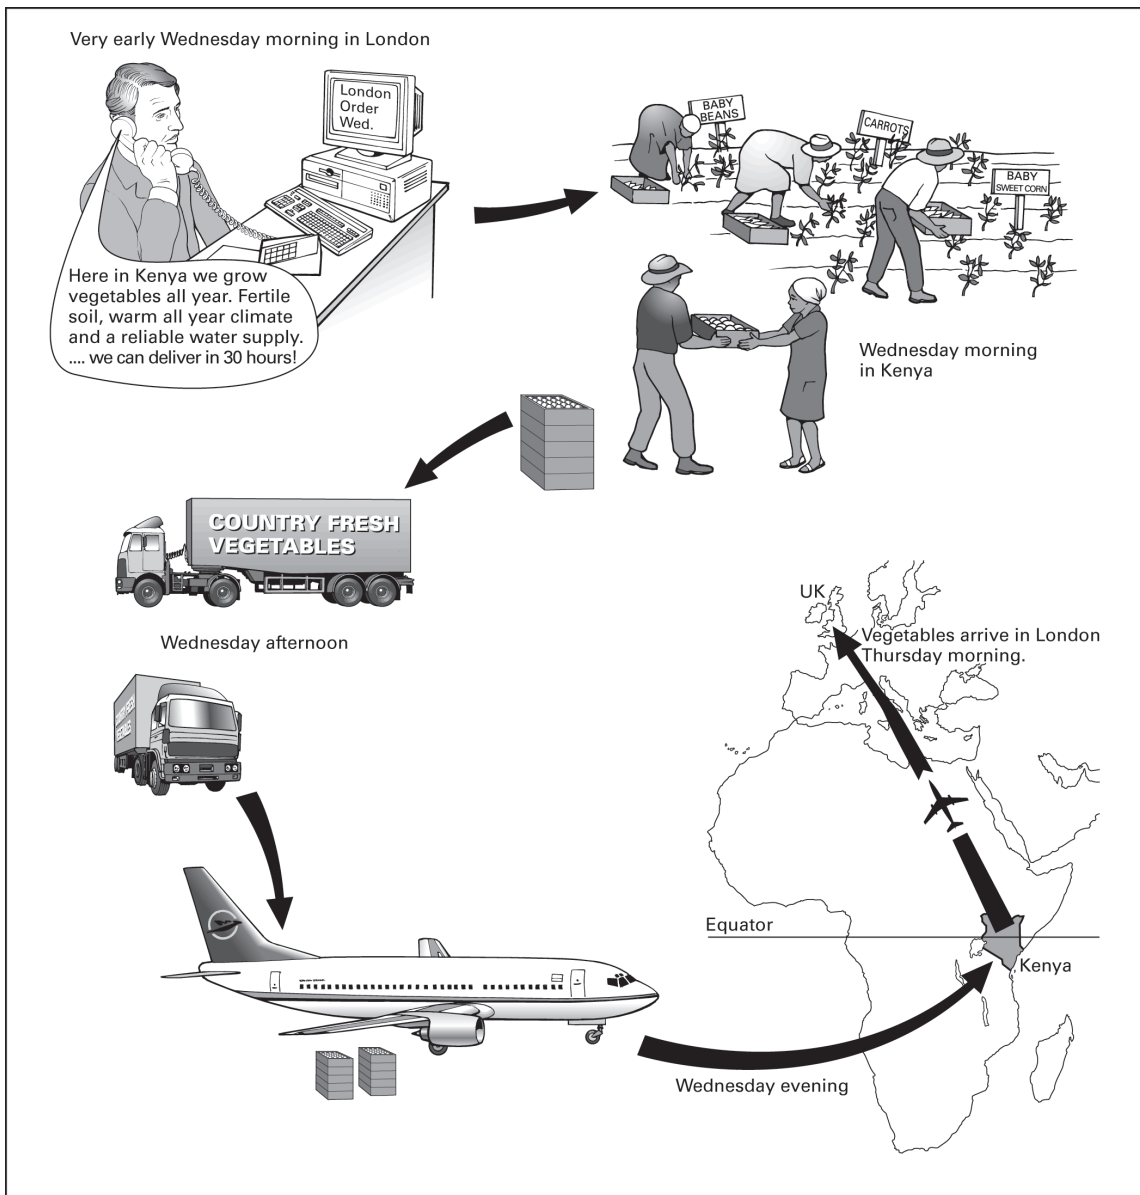 Very early Wednesday morning in London
London
Order
Wed.
Here in Kenya we grow
vegetables all year. Fertile
soil, warm all year climate
and a reliable water supply.
.... we can deliver in 30 hours!
BABY
BEANS
CARROTS
BABY
SWEET CORN
Wednesday morning
in Kenya
COUNTRY FRESH
VEGETABLES
Wednesday afternoon
UK
Vegetables arrive in London
Thursday morning.
Equator
Kenya
Wednesday evening